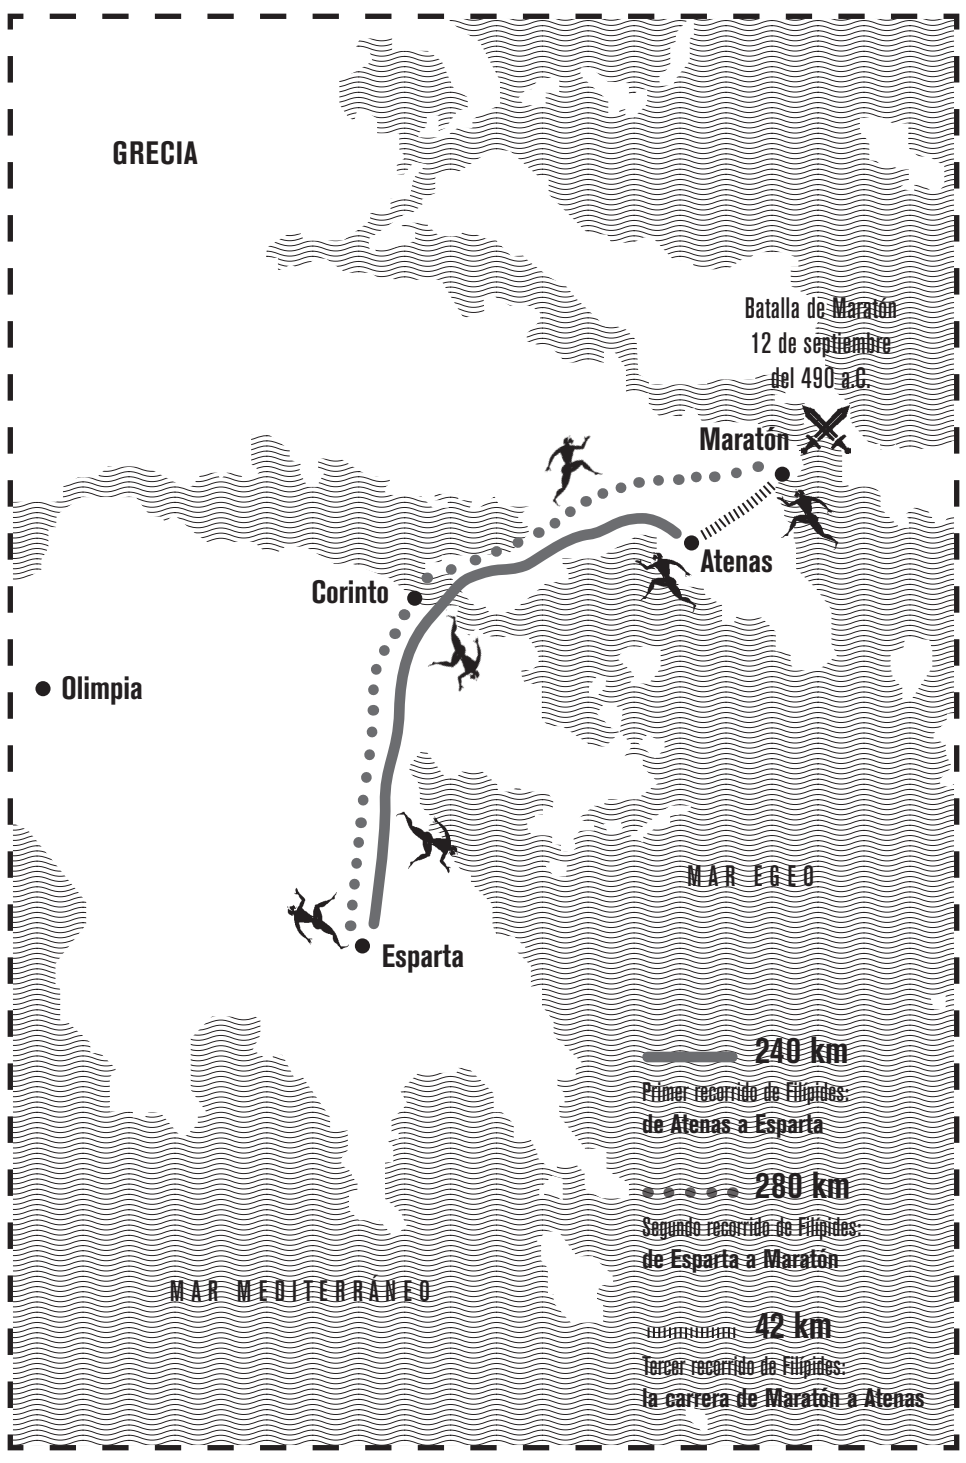 GRECIA
Batalla de Maratón
12 de septiembre
del 490 a.C.
Maratón
Atenas
Corinto
Olimpia
MAR EGEO
Esparta
240 km
Primer recorrido de Filípides:
de Atenas a Esparta
280 km
Segundo recorrido de Filípides:
de Esparta a Maratón
MAR MEDITERRÁNEO
42 km
Tercer recorrido de Filípides:
la carrera de Maratón a Atenas